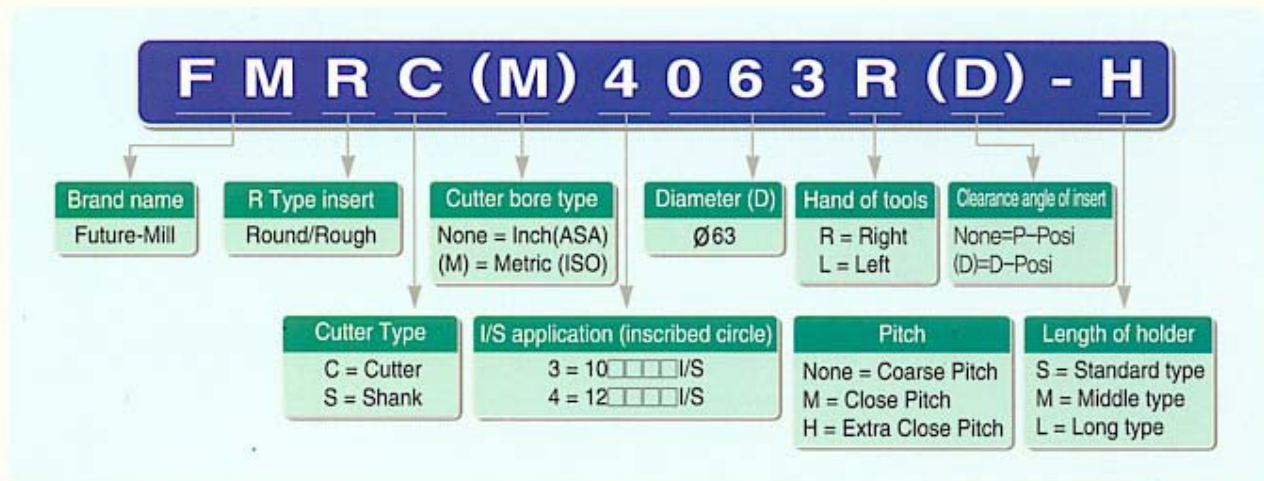 F M R C (M) 4 0 6 3 R (D) - H
Brand name
Future-Mill
R Type insert
Round/Rough
Cutter bore type
None = Inch(ASA)
(M) = Metric (ISO)
Diameter (D)
Ø63
Hand of tools
R = Right
L = Left
Clearance angle of insert
None=P-Posi
(D)=D-Posi
Cutter Type
C = Cutter
S = Shank
I/S application (inscribed circle)
3 = 10□□□□I/S
4 = 12□□□□I/S
Pitch
None = Coarse Pitch
M = Close Pitch
H = Extra Close Pitch
Length of holder
S = Standard type
M = Middle type
L = Long type